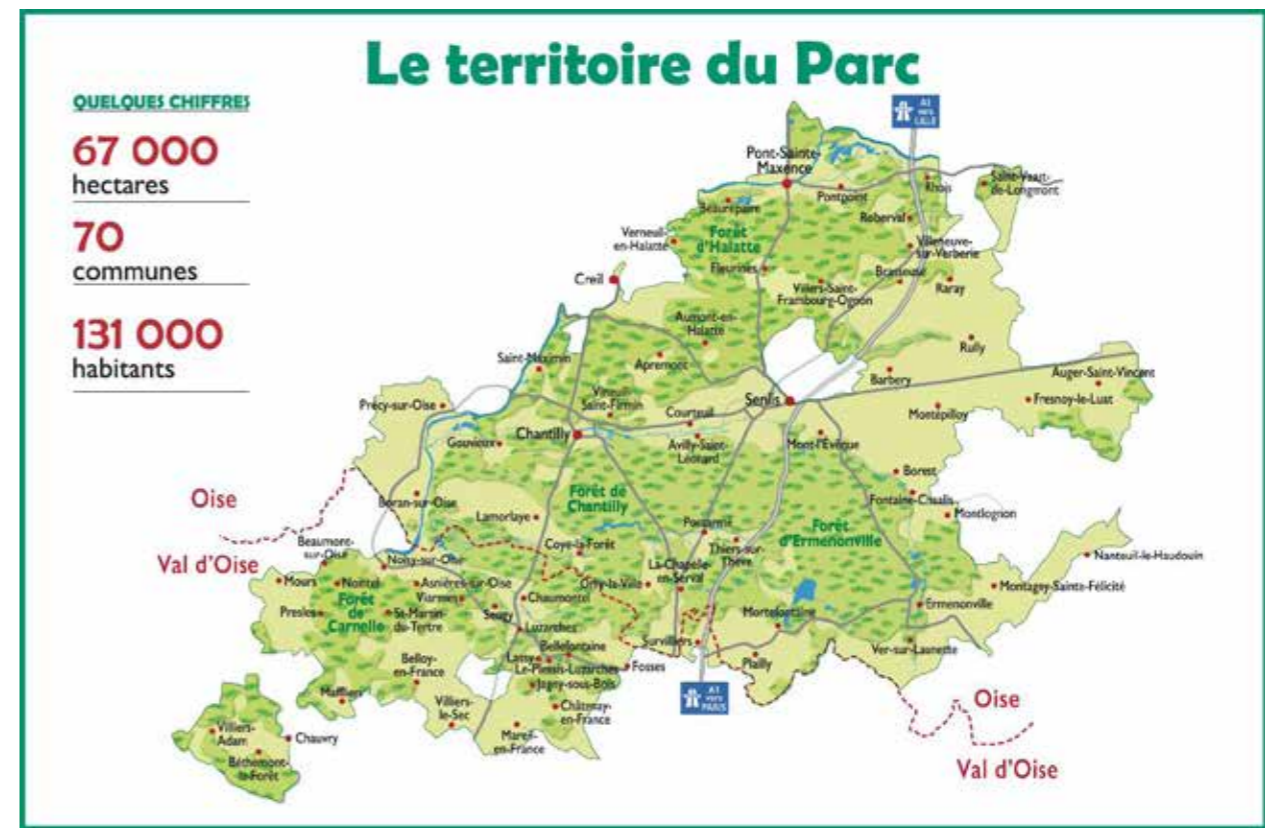 Le territoire du Parc
QUELQUES CHIFFRES
67 000
hectares
70
communes
131 000
habitants
A1
vers
LILLE
Pont-Sainte-
Maxence
Pontpoint
Rhuis
Saint-Vaast-
de-Longmont
Beaurepaire
Roberval
Verneuil-
en-Halatte
Forêt
d'Halatte
Villeneuve-
sur-Verberie
Fleurines
Brasseuse
Creil
Villers-Saint-
Frambourg-Ognon
Raray
Aumont-en-
Halatte
Rully
Saint-Maximin
Apremont
Barbery
Auger-Saint-Vincent
Vineuil-
Saint-Firmin
Senlis
Fresnoy-le-Luat
Précy-sur-Oise
Courteuil
Montépilloy
Chantilly
Gouvieux
Avilly-Saint-
Léonard
Mont-l'Évêque
Borest
Oise
Forêt de
Chantilly
Boran-sur-Oise
Fontaine-Chaalis
Montlognon
Lamorlaye
Pontarmé
Forêt
d'Ermenonville
Beaumont-
sur-Oise
Coye-la-Forêt
Thiers-sur-
Thève
Nanteuil-le-Haudouin
Val d'Oise
Noisy-sur-Oise
La-Chapelle-
en-Serval
Mours
Nointel
Asnières-sur-Oise
Orry-la-Ville
Montagny-Sainte-Félicité
Viarmes
Chaumontel
Ermenonville
Presles
Forêt
de
Carnelle
St-Martin-
du-Tertre
Seugy
Mortefontaine
Luzarches
Survilliers
Ver-sur-Launette
Bellefontaine
Belloy-
en-France
Lassy
Le-Plessis-Luzarches
Fosses
Plailly
Jagny-sous-Bois
Maffliers
A1
vers
PARIS
Oise
Villiers-
le-Sec
Châtenay-
en-France
Villiers-
Adam
Chauvry
Mareil-
en-France
Béthemont-
la-Forêt
Val d'Oise